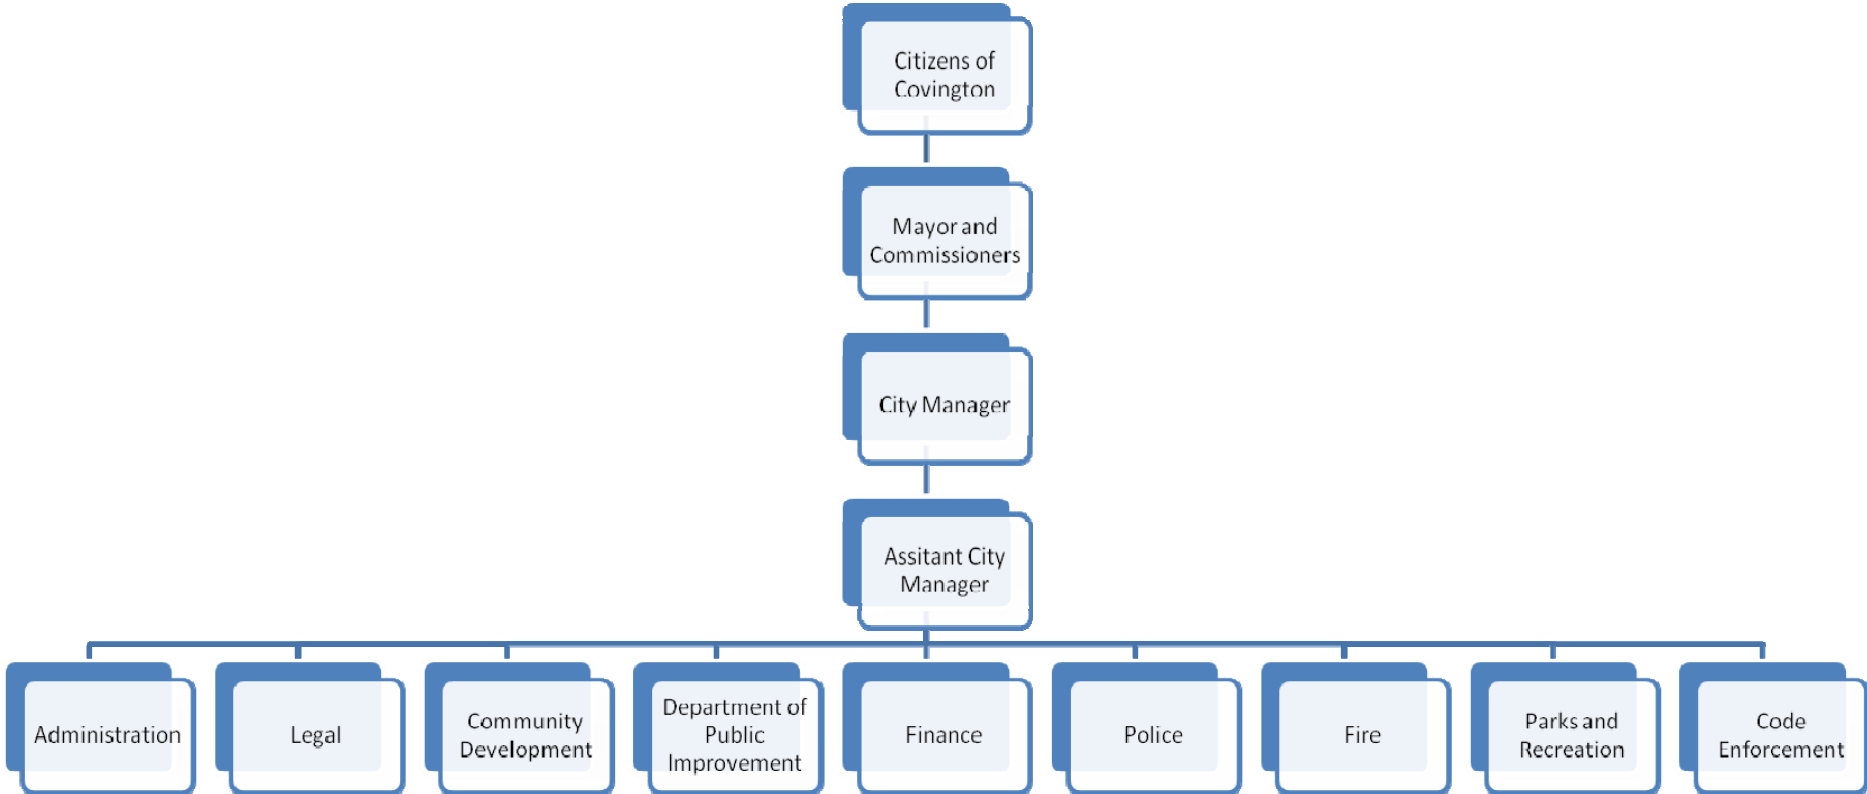 Citizens of
Covington
Mayor and
Commissioners
City Manager
Assitant City
Manager
Administration
Legal
Community
Development
Department of
Public
Improvement
Finance
Police
Fire
Parks and
Recreation
Code
Enforcement